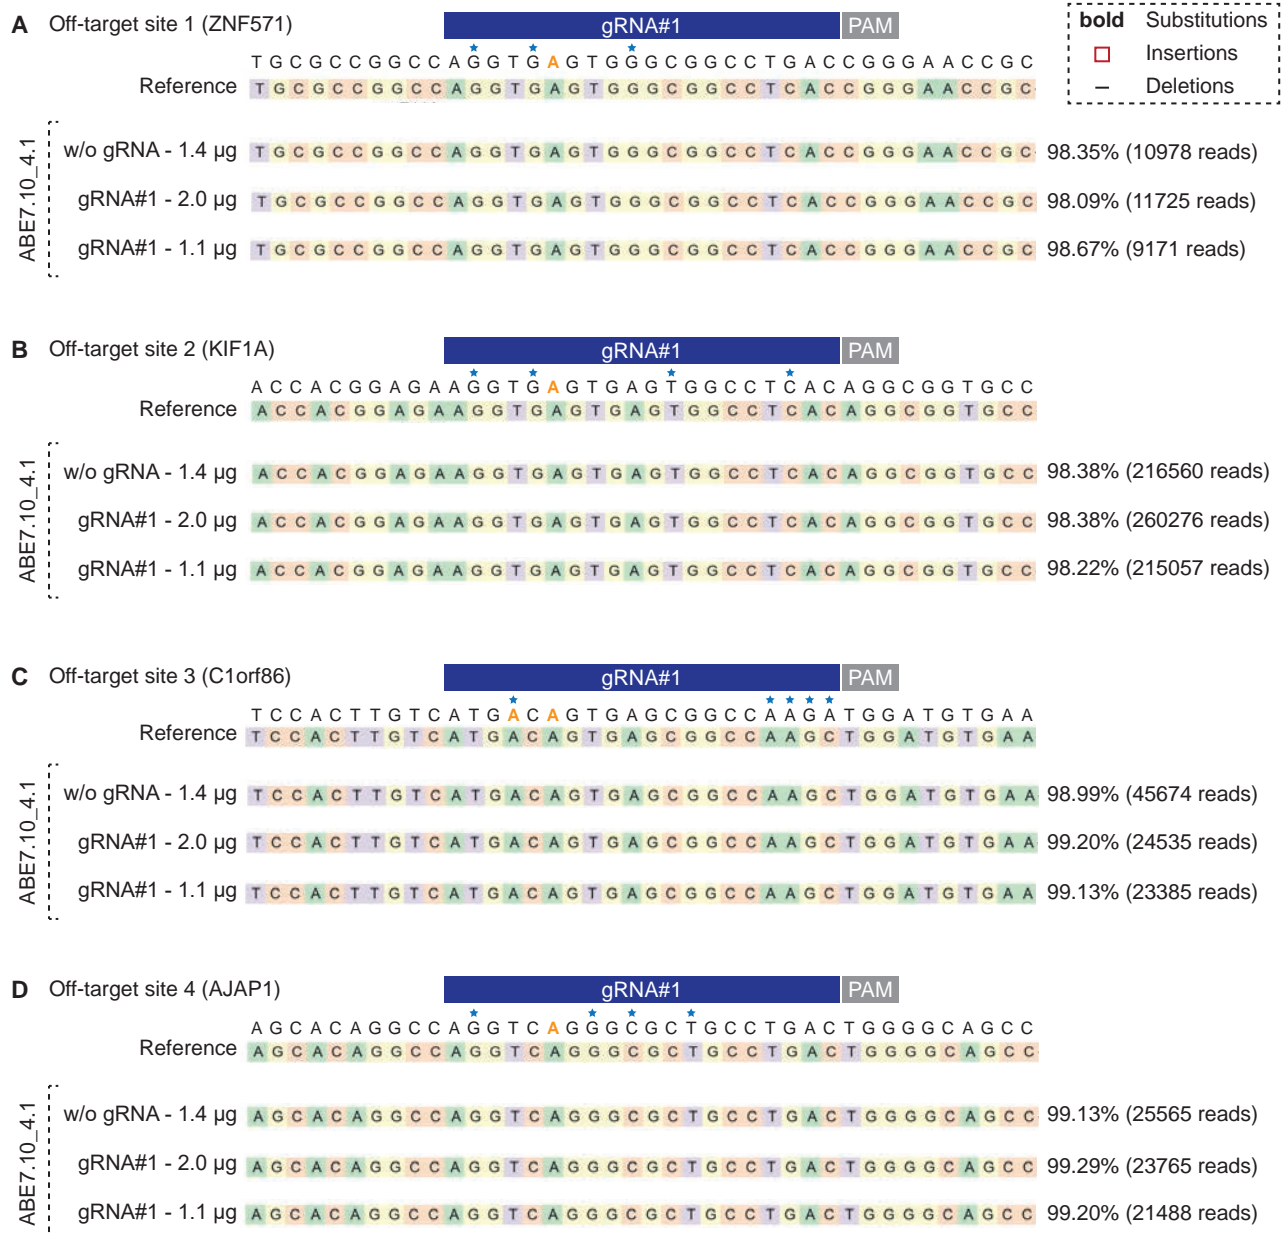 A Off-target site 1 (ZNF571)
gRNA#1 PAM
bold Substitutions
Insertions
– Deletions
T G C G C C G G C C A G G T G A G T G G G C G G C C T G A C C G G G A A C C G C
Reference T G C G C C G G C C A G G T G A G T G G G C G G C C T C A C C G G G A A C C G C
ABE7.10_4.1
w/o gRNA - 1.4 µg T G C G C C G G C C A G G T G A G T G G G C G G C C T C A C C G G G A A C C G C 98.35% (10978 reads)
gRNA#1 - 2.0 µg T G C G C C G G C C A G G T G A G T G G G C G G C C T C A C C G G G A A C C G C 98.09% (11725 reads)
gRNA#1 - 1.1 µg T G C G C C G G C C A G G T G A G T G G G C G G C C T C A C C G G G A A C C G C 98.67% (9171 reads)
B Off-target site 2 (KIF1A)
gRNA#1 PAM
A C C A C G G A G A A G G T G A G T G A G T G G C C T C A C A G G C G G T G C C
Reference A C C A C G G A G A A G G T G A G T G A G T G G C C T C A C A G G C G G T G C C
ABE7.10_4.1
w/o gRNA - 1.4 µg A C C A C G G A G A A G G T G A G T G A G T G G C C T C A C A G G C G G T G C C 98.38% (216560 reads)
gRNA#1 - 2.0 µg A C C A C G G A G A A G G T G A G T G A G T G G C C T C A C A G G C G G T G C C 98.38% (260276 reads)
gRNA#1 - 1.1 µg A C C A C G G A G A A G G T G A G T G A G T G G C C T C A C A G G C G G T G C C 98.22% (215057 reads)
C Off-target site 3 (C1orf86)
gRNA#1 PAM
T C C A C T T G T C A T G A C A G T G A G C G G C C A A G A T G G A T G T G A A
Reference T C C A C T T G T C A T G A C A G T G A G C G G C C A A G C T G G A T G T G A A
ABE7.10_4.1
w/o gRNA - 1.4 µg T C C A C T T G T C A T G A C A G T G A G C G G C C A A G C T G G A T G T G A A 98.99% (45674 reads)
gRNA#1 - 2.0 µg T C C A C T T G T C A T G A C A G T G A G C G G C C A A G C T G G A T G T G A A 99.20% (24535 reads)
gRNA#1 - 1.1 µg T C C A C T T G T C A T G A C A G T G A G C G G C C A A G C T G G A T G T G A A 99.13% (23385 reads)
D Off-target site 4 (AJAP1)
gRNA#1 PAM
A G C A C A G G C C A G G T C A G G G C G C T G C C T G A C T G G G G C A G C C
Reference A G C A C A G G C C A G G T C A G G G C G C T G C C T G A C T G G G G C A G C C
ABE7.10_4.1
w/o gRNA - 1.4 µg A G C A C A G G C C A G G T C A G G G C G C T G C C T G A C T G G G G C A G C C 99.13% (25565 reads)
gRNA#1 - 2.0 µg A G C A C A G G C C A G G T C A G G G C G C T G C C T G A C T G G G G C A G C C 99.29% (23765 reads)
gRNA#1 - 1.1 µg A G C A C A G G C C A G G T C A G G G C G C T G C C T G A C T G G G G C A G C C 99.20% (21488 reads)